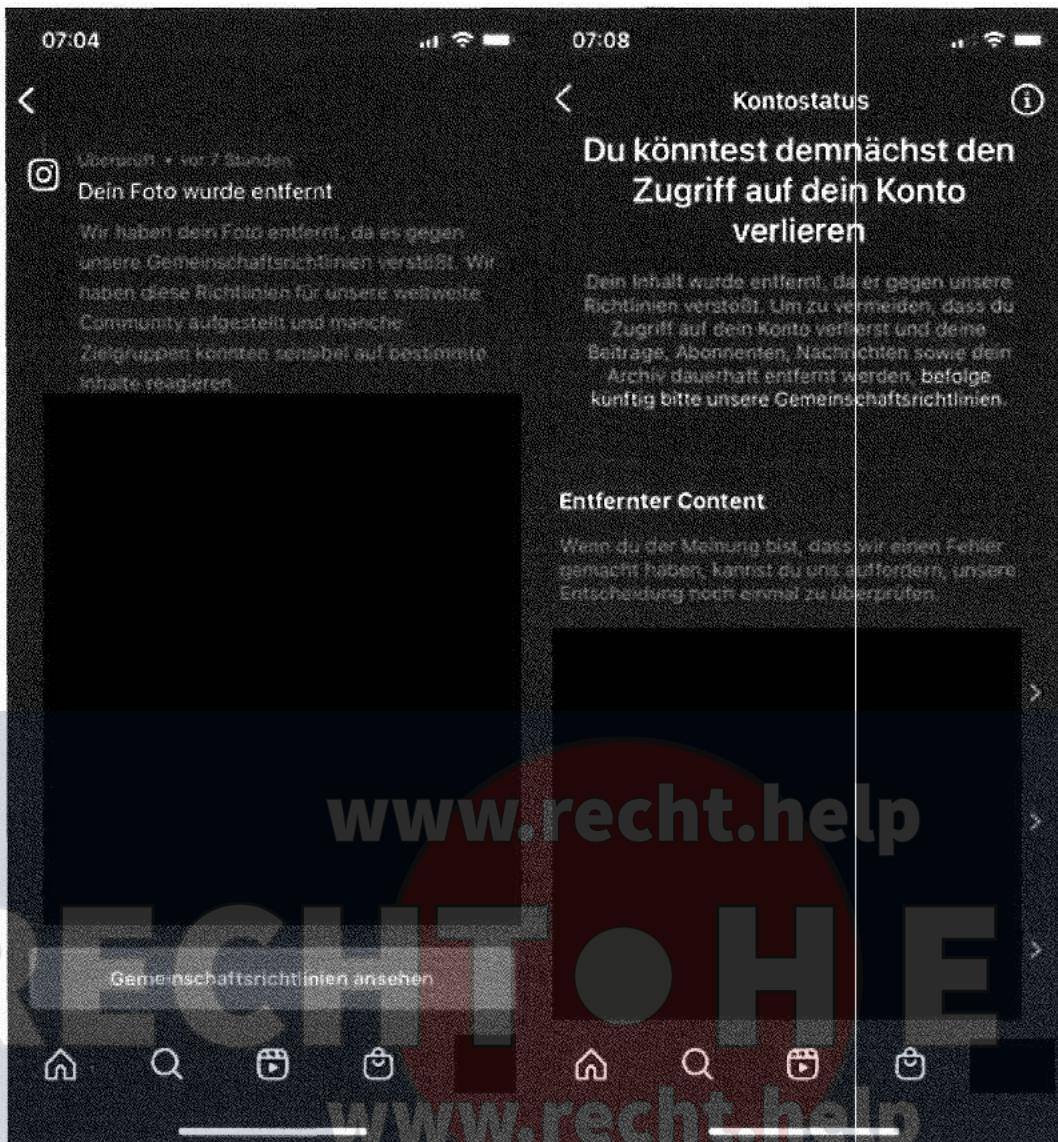 07:04
Überprüft • vor 7 Stunden
Dein Foto wurde entfernt
Wir haben dein Foto entfernt, da es gegen
unsere Gemeinschaftsrichtlinien verstößt. Wir
haben diese Richtlinien für unsere weltweite
Community aufgestellt und manche
Zielgruppen könnten sensibel auf bestimmte
Inhalte reagieren.
Gemeinschaftsrichtlinien ansehen
07:08
Kontostatus
Du könntest demnächst den
Zugriff auf dein Konto
verlieren
Dein Inhalt wurde entfernt, da er gegen unsere
Richtlinien verstößt. Um zu vermeiden, dass du
Zugriff auf dein Konto verlierst und deine
Beiträge, Abonnenten, Nachrichten sowie dein
Archiv dauerhaft entfernt werden, befolge
künftig bitte unsere Gemeinschaftsrichtlinien.
Entfernter Content
Wenn du der Meinung bist, dass wir einen Fehler
gemacht haben, kannst du uns auffordern, unsere
Entscheidung noch einmal zu überprüfen.
www.recht.help
RECHT • HE
www.recht.help